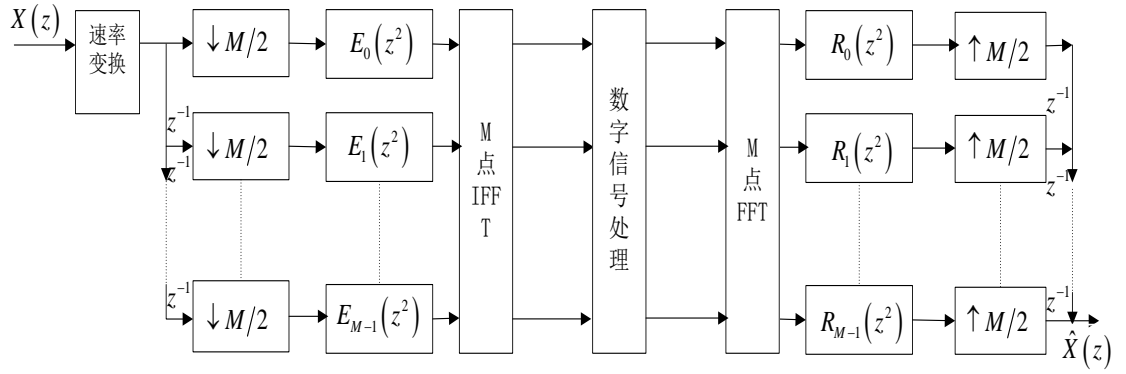 X(z)
速率
变换
↓M/2
E₀(z²)
R₀(z²)
↑M/2
z⁻¹
z⁻¹
↓M/2
E₁(z²)
M
点
IFF
T
数
字
信
号
处
理
M
点
FFT
R₁(z²)
↑M/2
z⁻¹
z⁻¹
z⁻¹
↓M/2
E_{M−1}(z²)
R_{M−1}(z²)
↑M/2
z⁻¹
X̂(z)